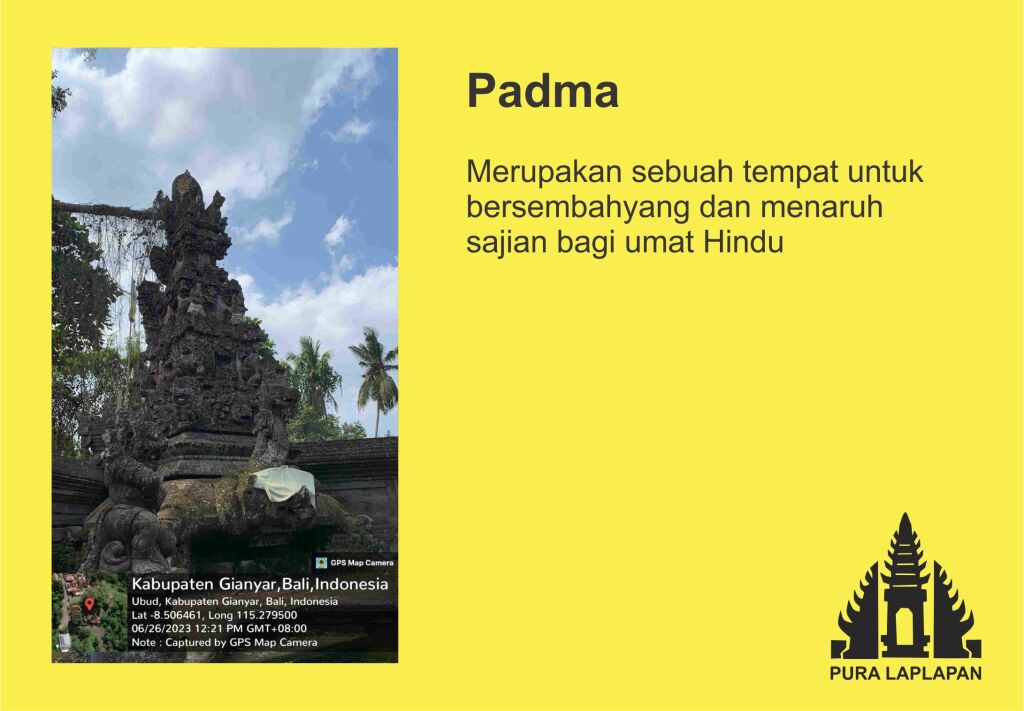 Padma
Merupakan sebuah tempat untuk
bersembahyang dan menaruh
sajian bagi umat Hindu
GPS Map Camera
Kabupaten Gianyar,Bali,Indonesia
Ubud, Kabupaten Gianyar, Bali, Indonesia
Lat -8.506461, Long 115.279500
06/26/2023 12:21 PM GMT+08:00
Note : Captured by GPS Map Camera
PURA LAPLAPAN